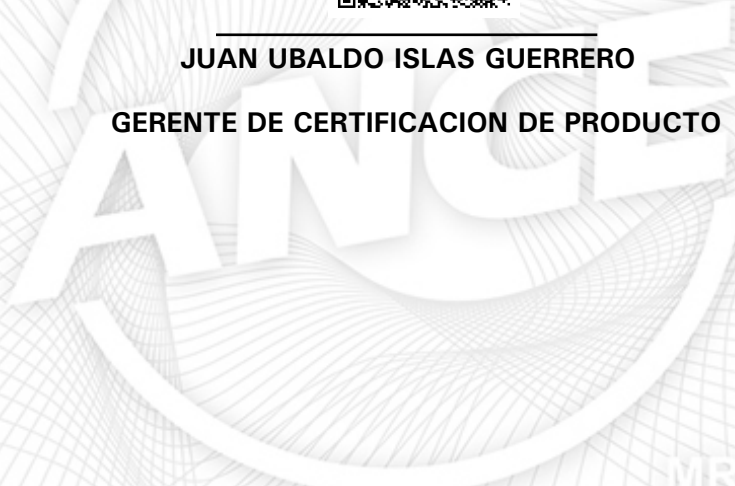 JUAN UBALDO ISLAS GUERRERO
GERENTE DE CERTIFICACION DE PRODUCTO
ANCE
MR